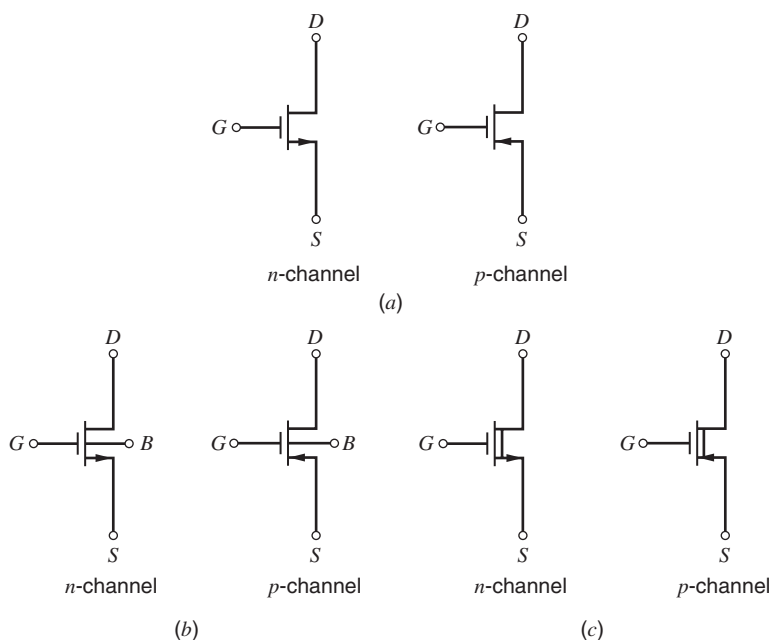 D D
G G
S S
n-channel p-channel
(a)
D D D D
G B G B G G
S S S S
n-channel p-channel n-channel p-channel
(b) (c)